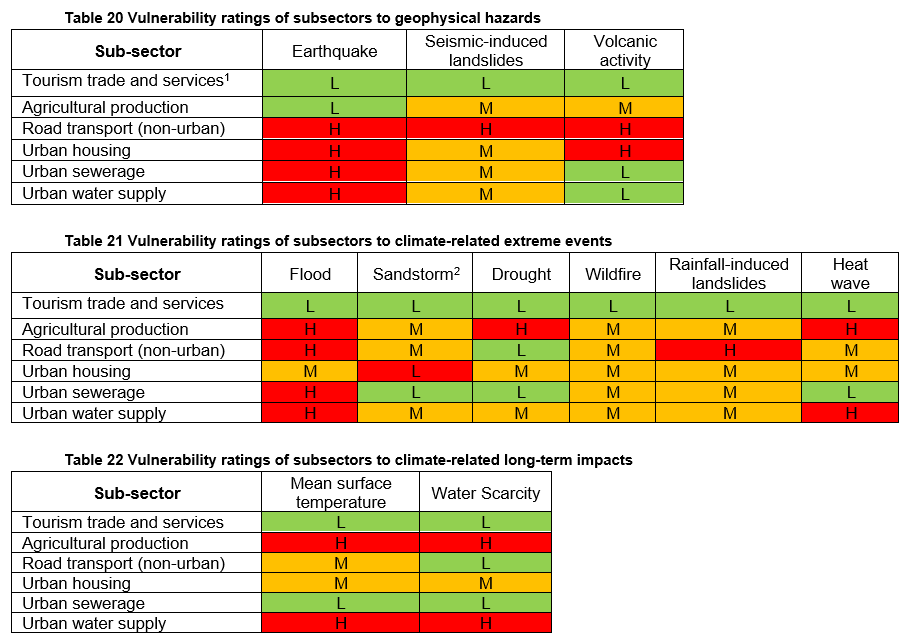 Table 20 Vulnerability ratings of subsectors to geophysical hazards
Sub-sector Earthquake Seismic-induced landslides Volcanic activity
Tourism trade and services¹ L L L
Agricultural production L M M
Road transport (non-urban) H H H
Urban housing H M H
Urban sewerage H M L
Urban water supply H M L
Table 21 Vulnerability ratings of subsectors to climate-related extreme events
Sub-sector Flood Sandstorm² Drought Wildfire Rainfall-induced landslides Heat wave
Tourism trade and services L L L L L L
Agricultural production H M H M M H
Road transport (non-urban) H M L M H M
Urban housing M L M M M M
Urban sewerage H L L M M L
Urban water supply H M M M M H
Table 22 Vulnerability ratings of subsectors to climate-related long-term impacts
Sub-sector Mean surface temperature Water Scarcity
Tourism trade and services L L
Agricultural production H H
Road transport (non-urban) M L
Urban housing M M
Urban sewerage L L
Urban water supply H H